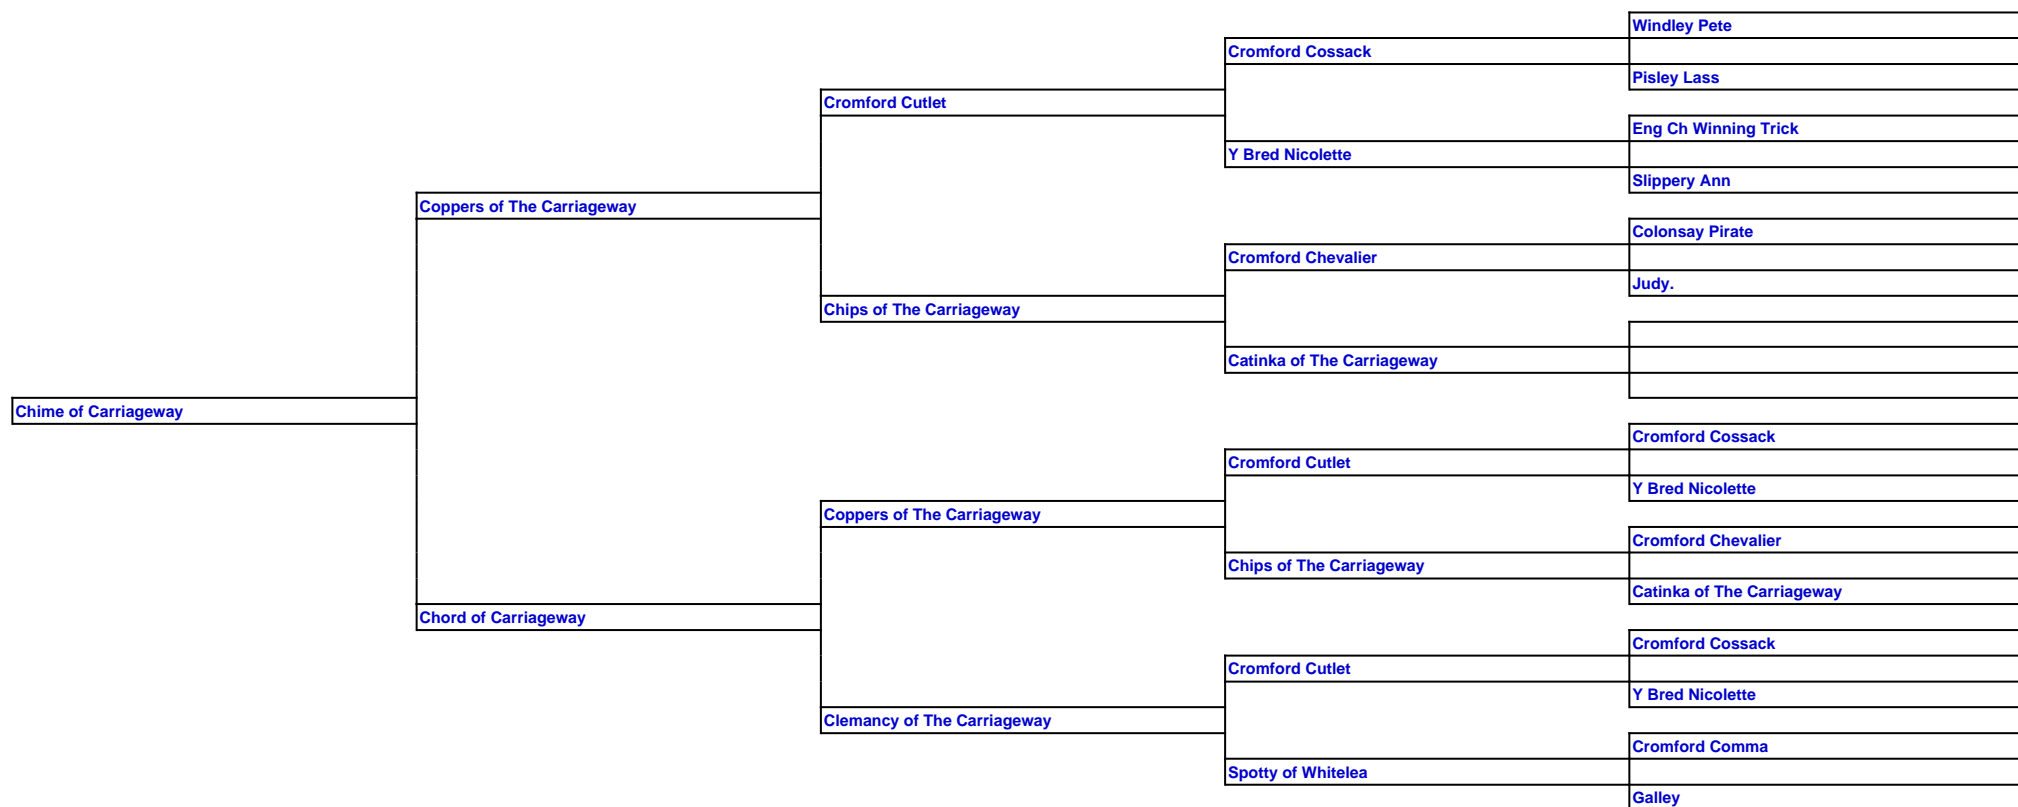 Windley Pete
Cromford Cossack
Pisley Lass
Cromford Cutlet
Eng Ch Winning Trick
Y Bred Nicolette
Slippery Ann
Coppers of The Carriageway
Colonsay Pirate
Cromford Chevalier
Judy.
Chips of The Carriageway
Catinka of The Carriageway
Chime of Carriageway
Cromford Cossack
Cromford Cutlet
Y Bred Nicolette
Coppers of The Carriageway
Cromford Chevalier
Chips of The Carriageway
Catinka of The Carriageway
Chord of Carriageway
Cromford Cossack
Cromford Cutlet
Y Bred Nicolette
Clemancy of The Carriageway
Cromford Comma
Spotty of Whitelea
Galley